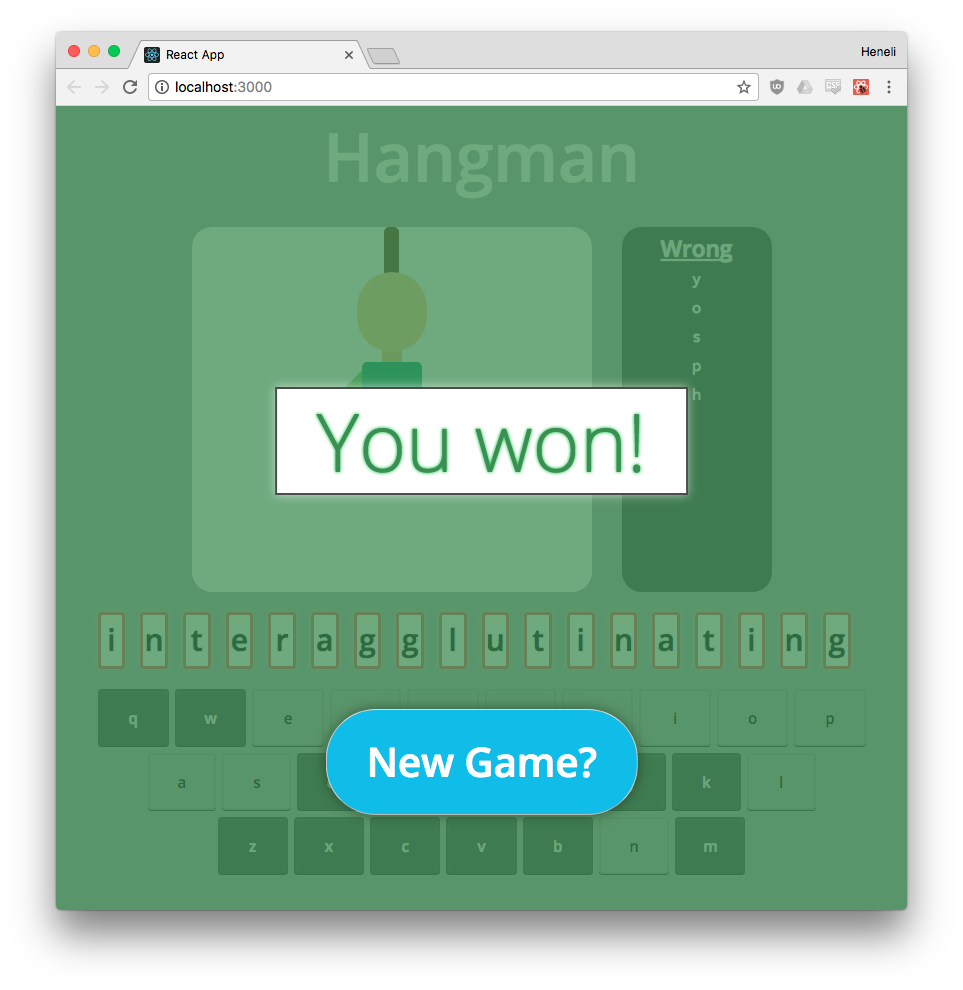 React App
Heneli
localhost:3000
Hangman
Wrong
y
o
s
p
h
You won!
i n t e r a g g l u t i n a t i n g
q w e i o p
a s k l
New Game?
z x c v b n m